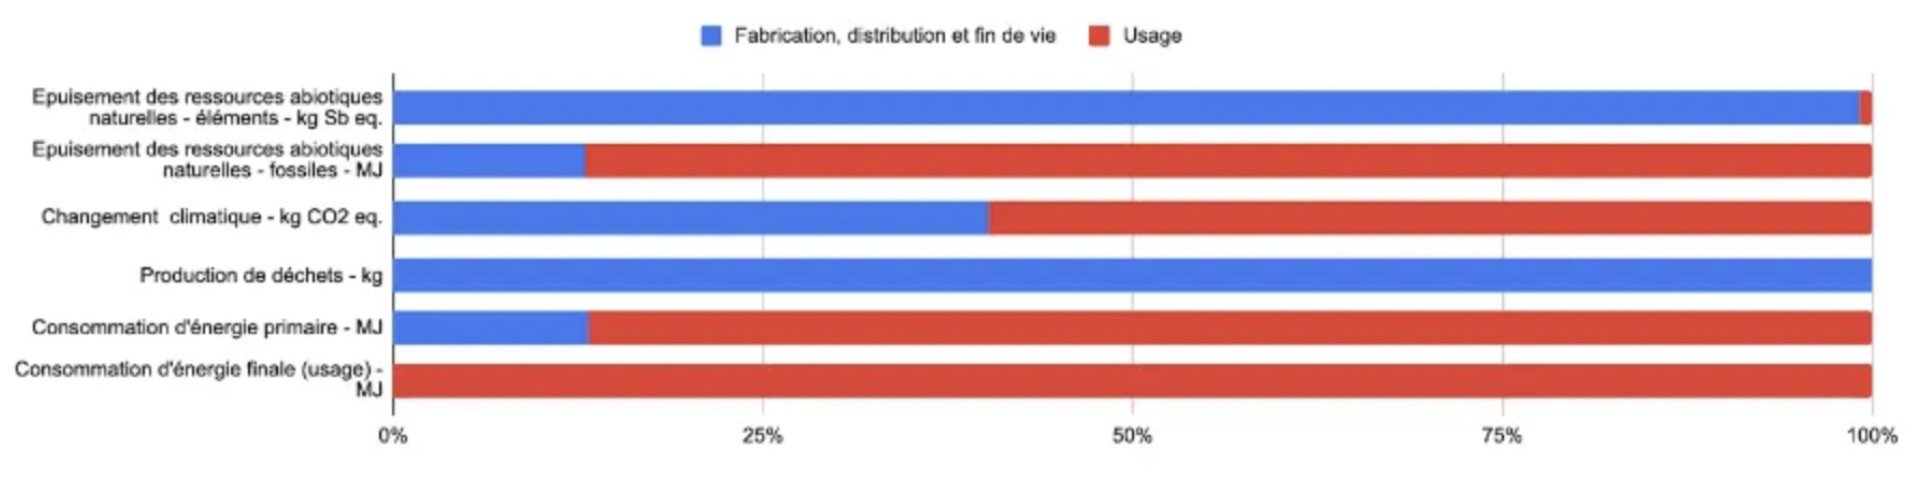 Fabrication, distribution et fin de vie
Usage
Epuisement des ressources abiotiques
naturelles - éléments - kg Sb eq.
Epuisement des ressources abiotiques
naturelles - fossiles - MJ
Changement  climatique - kg CO2 eq.
Production de déchets - kg
Consommation d'énergie primaire - MJ
Consommation d'énergie finale (usage) -
MJ
0%
25%
50%
75%
100%